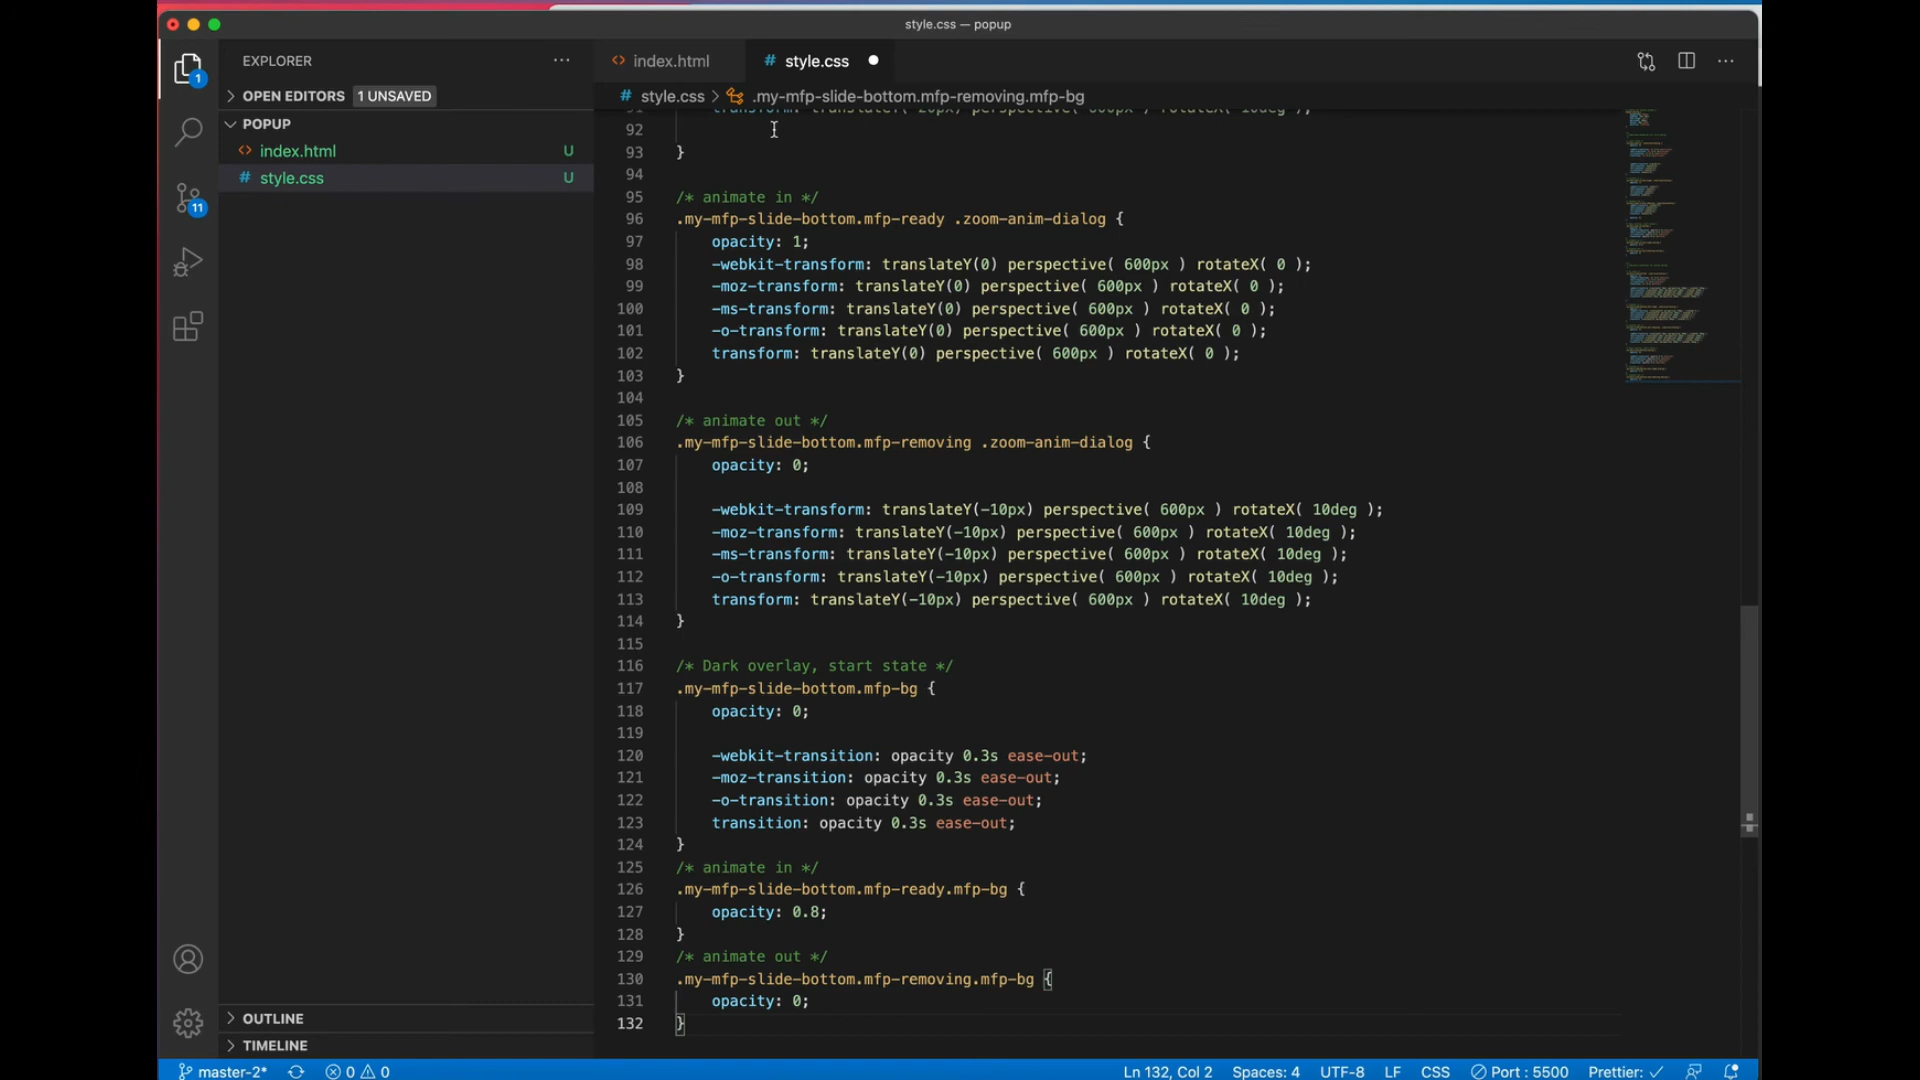 style.css — popup
EXPLORER
index.html
style.css
OPEN EDITORS 1 UNSAVED
style.css > .my-mfp-slide-bottom.mfp-removing.mfp-bg
POPUP
index.html U
style.css U
1
11
91 transform: translateY(-20px) perspective( 600px ) rotateX( 10deg );
92
93 }
94
95 /* animate in */
96 .my-mfp-slide-bottom.mfp-ready .zoom-anim-dialog {
97 opacity: 1;
98 -webkit-transform: translateY(0) perspective( 600px ) rotateX( 0 );
99 -moz-transform: translateY(0) perspective( 600px ) rotateX( 0 );
100 -ms-transform: translateY(0) perspective( 600px ) rotateX( 0 );
101 -o-transform: translateY(0) perspective( 600px ) rotateX( 0 );
102 transform: translateY(0) perspective( 600px ) rotateX( 0 );
103 }
104
105 /* animate out */
106 .my-mfp-slide-bottom.mfp-removing .zoom-anim-dialog {
107 opacity: 0;
108
109 -webkit-transform: translateY(-10px) perspective( 600px ) rotateX( 10deg );
110 -moz-transform: translateY(-10px) perspective( 600px ) rotateX( 10deg );
111 -ms-transform: translateY(-10px) perspective( 600px ) rotateX( 10deg );
112 -o-transform: translateY(-10px) perspective( 600px ) rotateX( 10deg );
113 transform: translateY(-10px) perspective( 600px ) rotateX( 10deg );
114 }
115
116 /* Dark overlay, start state */
117 .my-mfp-slide-bottom.mfp-bg {
118 opacity: 0;
119
120 -webkit-transition: opacity 0.3s ease-out;
121 -moz-transition: opacity 0.3s ease-out;
122 -o-transition: opacity 0.3s ease-out;
123 transition: opacity 0.3s ease-out;
124 }
125 /* animate in */
126 .my-mfp-slide-bottom.mfp-ready.mfp-bg {
127 opacity: 0.8;
128 }
129 /* animate out */
130 .my-mfp-slide-bottom.mfp-removing.mfp-bg {
131 opacity: 0;
132 }
OUTLINE
TIMELINE
master-2* 0 0 Ln 132, Col 2 Spaces: 4 UTF-8 LF CSS Port : 5500 Prettier: ✓